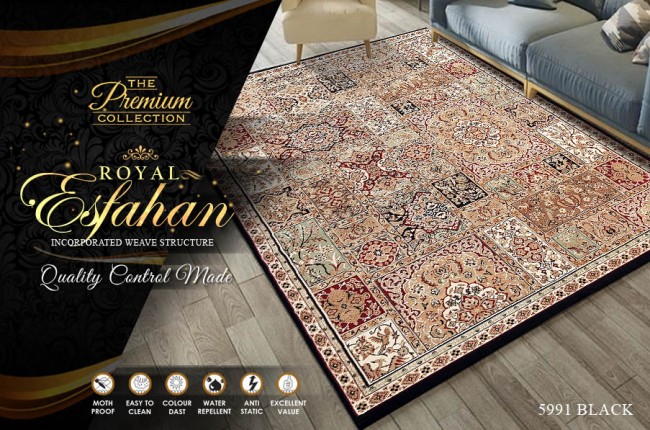 THE
Premium
COLLECTION
ROYAL
Esfahan
INCORPORATED WEAVE STRUCTURE
Quality Control Made
MOTH PROOF
EASY TO CLEAN
COLOUR DAST
WATER REPELLENT
ANTI STATIC
EXCELLENT VALUE
5991 BLACK